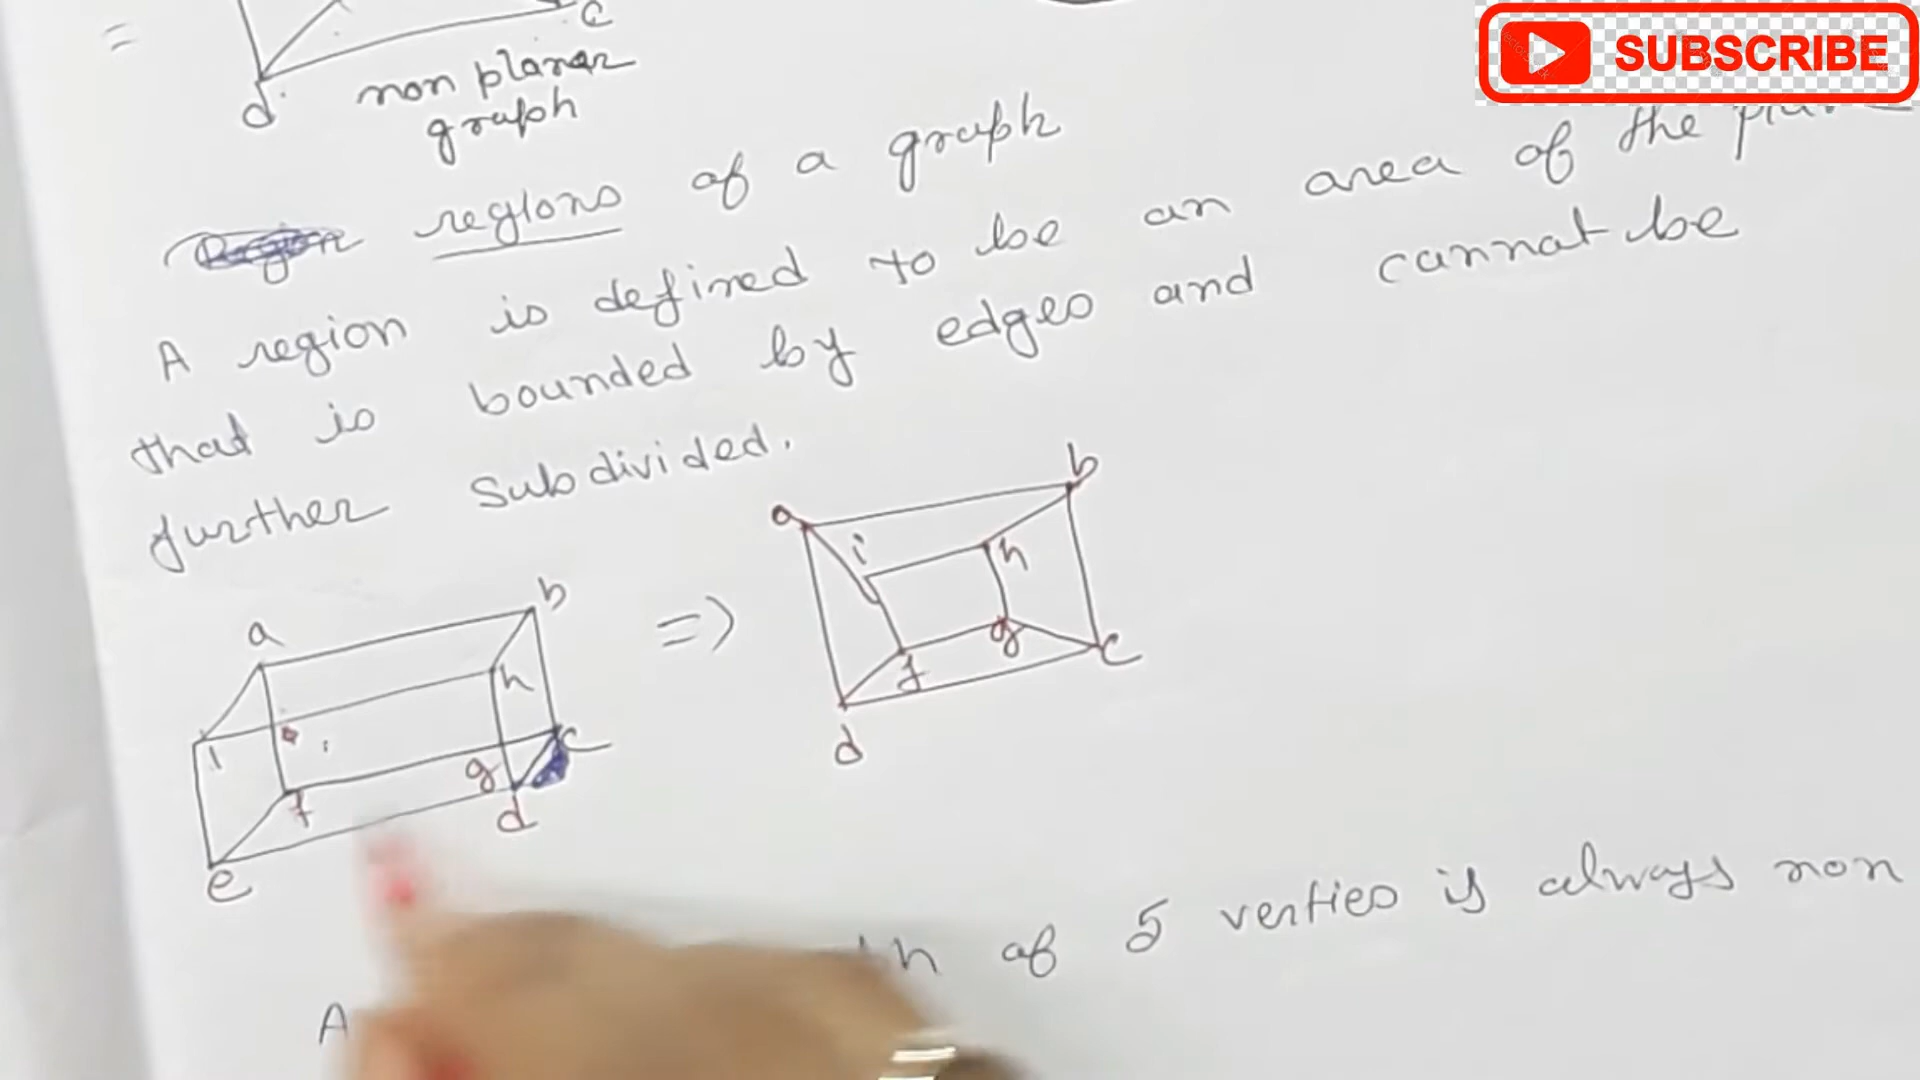 SUBSCRIBE
=
c
d
non planar
graph
regions of a graph
A region is defined to be an area of the
that is bounded by edges and cannat be
further subdivided.
a b
i h
f g c
e d
=>
a b
i h
f g c
d
of 5 verties is always non
A